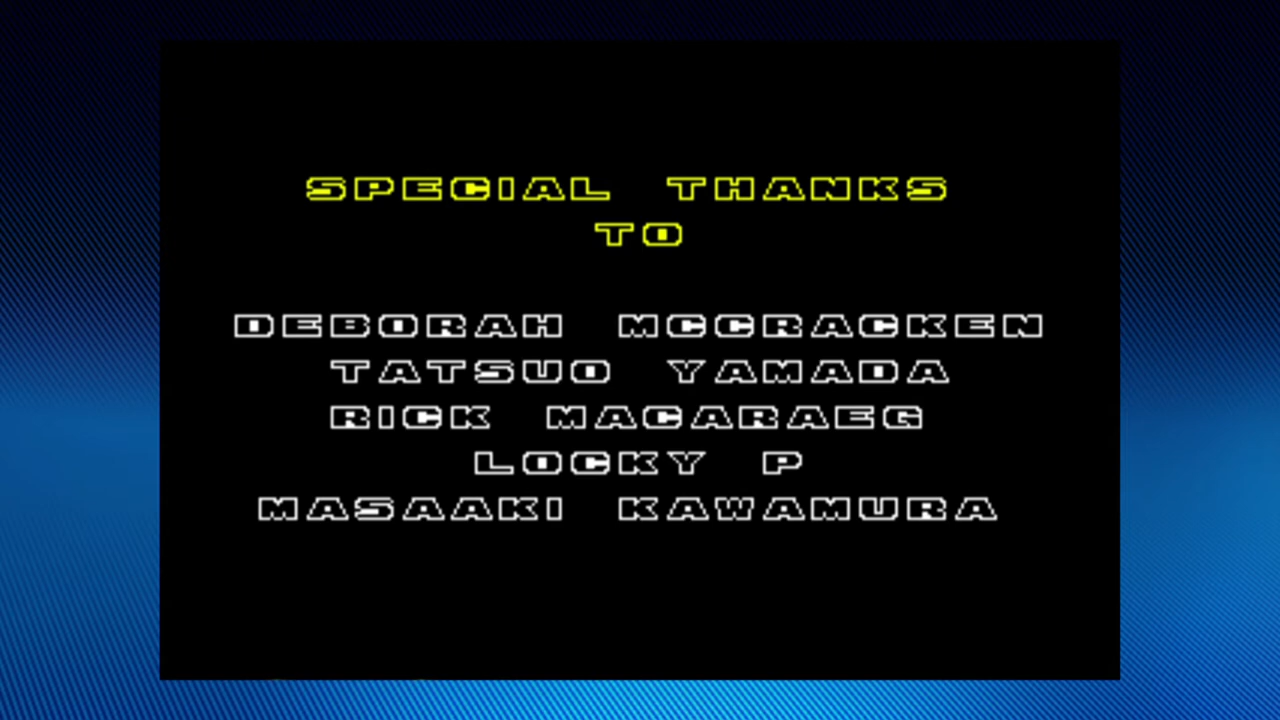 SPECIAL THANKS
TO
DEBORAH MCCRACKEN
TATSUO YAMADA
RICK MACARAEG
LOCKY P
MASAAKI KAWAMURA